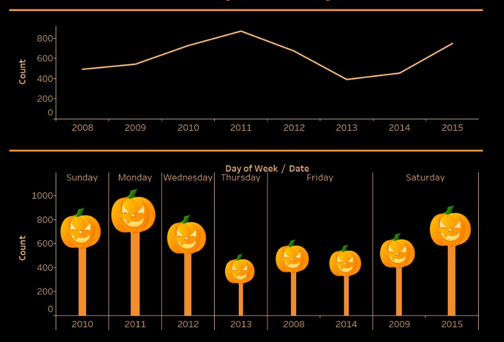 800
600
400
200
0
Count
2008 2009 2010 2011 2012 2013 2014 2015
Day of Week / Date
Sunday Monday Wednesday Thursday Friday Saturday
1000
800
600
400
200
0
Count
2010 2011 2012 2013 2008 2014 2009 2015